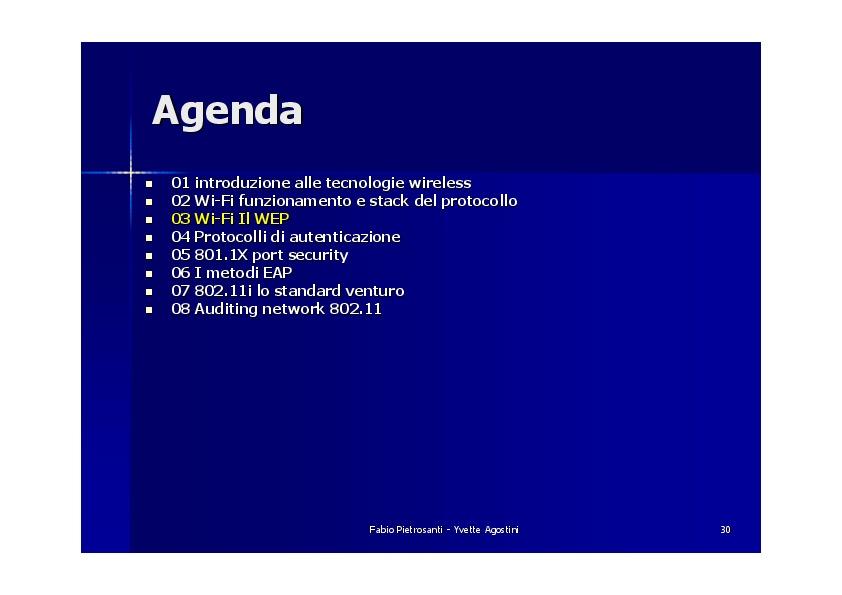 Agenda
01 introduzione alle tecnologie wireless
02 Wi-Fi funzionamento e stack del protocollo
03 Wi-Fi Il WEP
04 Protocolli di autenticazione
05 801.1X port security
06 I metodi EAP
07 802.11i lo standard venturo
08 Auditing network 802.11
Fabio Pietrosanti - Yvette Agostini
30